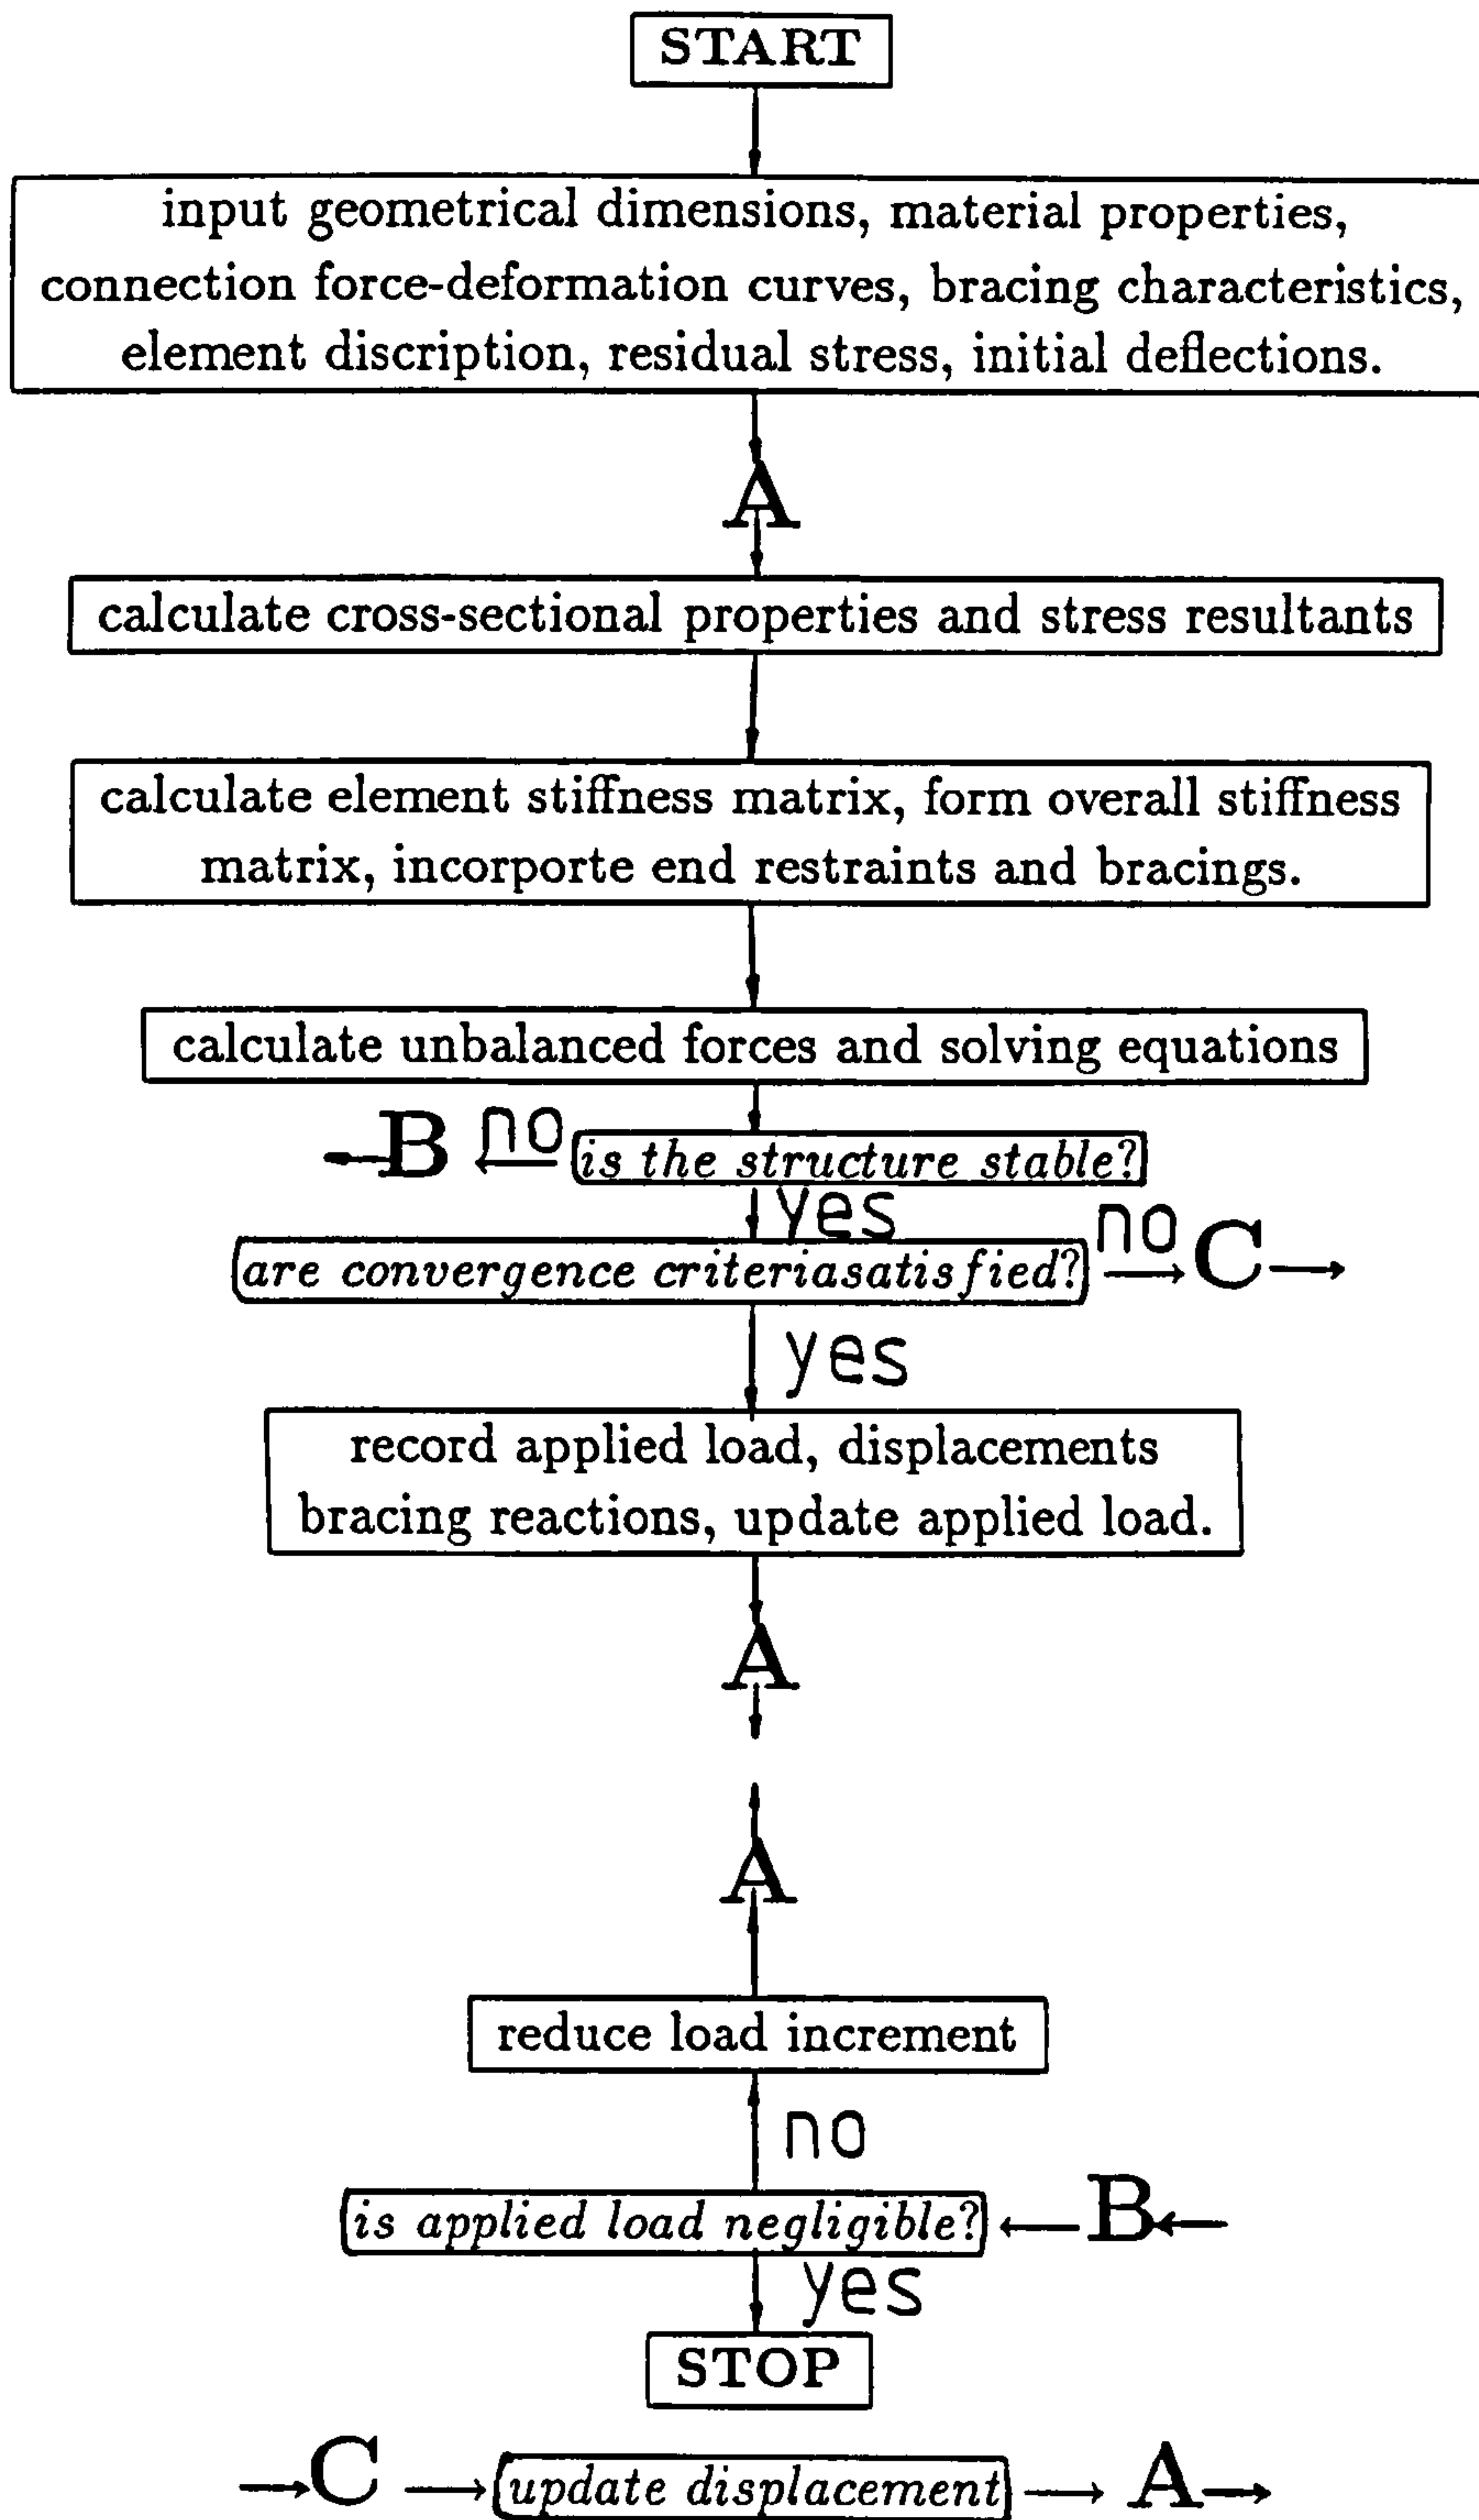 START
input geometrical dimensions, material properties,
connection force-deformation curves, bracing characteristics,
element discription, residual stress, initial deflections.
A
calculate cross-sectional properties and stress resultants
calculate element stiffness matrix, form overall stiffness
matrix, incorporte end restraints and bracings.
calculate unbalanced forces and solving equations
B no is the structure stable?
yes
are convergence criteriasatisfied? no C
yes
record applied load, displacements
bracing reactions, update applied load.
A
A
reduce load increment
no
is applied load negligible? B
yes
STOP
C update displacement A